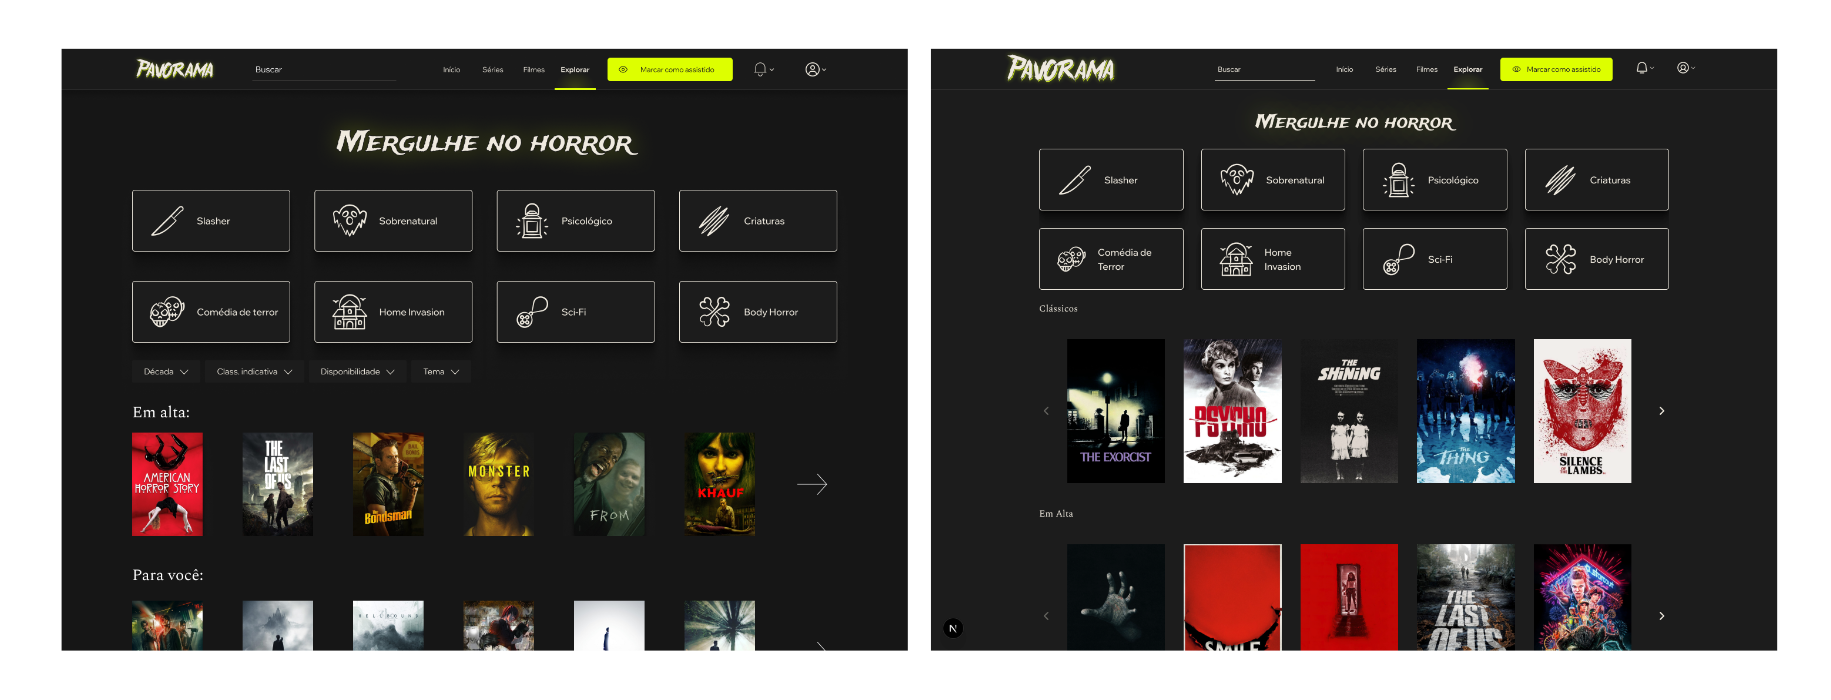 PAVORAMA
Buscar
Início
Séries
Filmes
Explorar
Marcar como assistido
MERGULHE NO HORROR
Slasher
Sobrenatural
Psicológico
Criaturas
Comédia de terror
Home Invasion
Sci-Fi
Body Horror
Década
Class. indicativa
Disponibilidade
Tema
Em alta:
AMERICAN
HORROR STORY
THE
LAST
OF US
Bondsman
MONSTER
FROM
KHAUF
Para você:
HELLBOUND
PAVORAMA
Buscar
Início
Séries
Filmes
Explorar
Marcar como assistido
MERGULHE NO HORROR
Slasher
Sobrenatural
Psicológico
Criaturas
Comédia de
Terror
Home
Invasion
Sci-Fi
Body Horror
Clássicos
THE EXORCIST
PSYCHO
THE
SHiNiNG
THE
THING
THE
SILENCE
OF THE
LAMBS
Em Alta
SMILE
THE
LAST
OF US
N